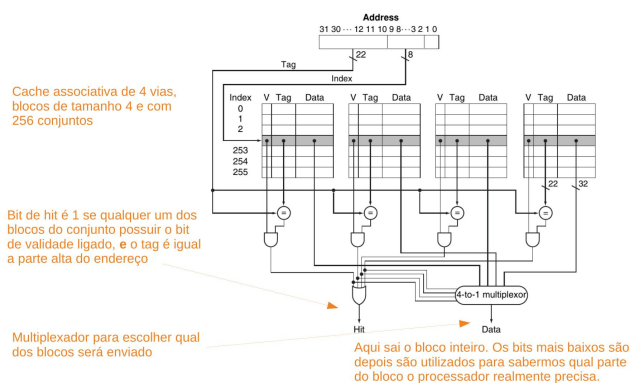 Address
31 30 ··· 12 11 10 9 8···3 2 1 0
22
8
Tag
Index
Cache associativa de 4 vias,
blocos de tamanho 4 e com
256 conjuntos
Index V Tag Data V Tag Data V Tag Data V Tag Data
0
1
2
253
254
255
22 32
= = = =
Bit de hit é 1 se qualquer um dos
blocos do conjunto possuir o bit
de validade ligado, e o tag é igual
a parte alta do endereço
4-to-1 multiplexor
Hit Data
Multiplexador para escolher qual
dos blocos será enviado
Aqui sai o bloco inteiro. Os bits mais baixos são
depois são utilizados para sabermos qual parte
do bloco o processador realmente precisa.